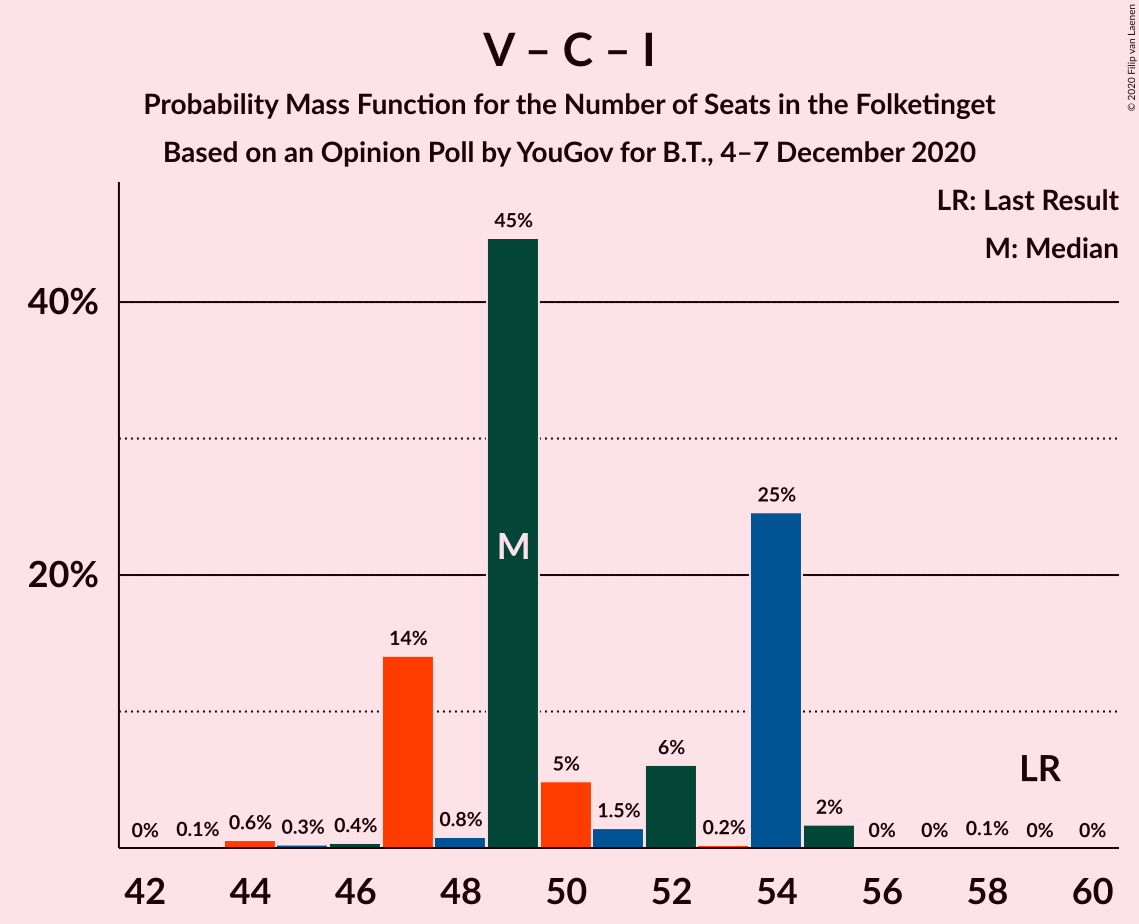 V – C – I
Probability Mass Function for the Number of Seats in the Folketinget
Based on an Opinion Poll by YouGov for B.T., 4–7 December 2020
© 2020 Filip van Laenen
LR: Last Result
M: Median
40%
20%
0%
0.1%
0.6%
0.3%
0.4%
14%
0.8%
45%
M
5%
1.5%
6%
0.2%
25%
2%
0%
0%
0.1%
0%
0%
LR
42 44 46 48 50 52 54 56 58 60